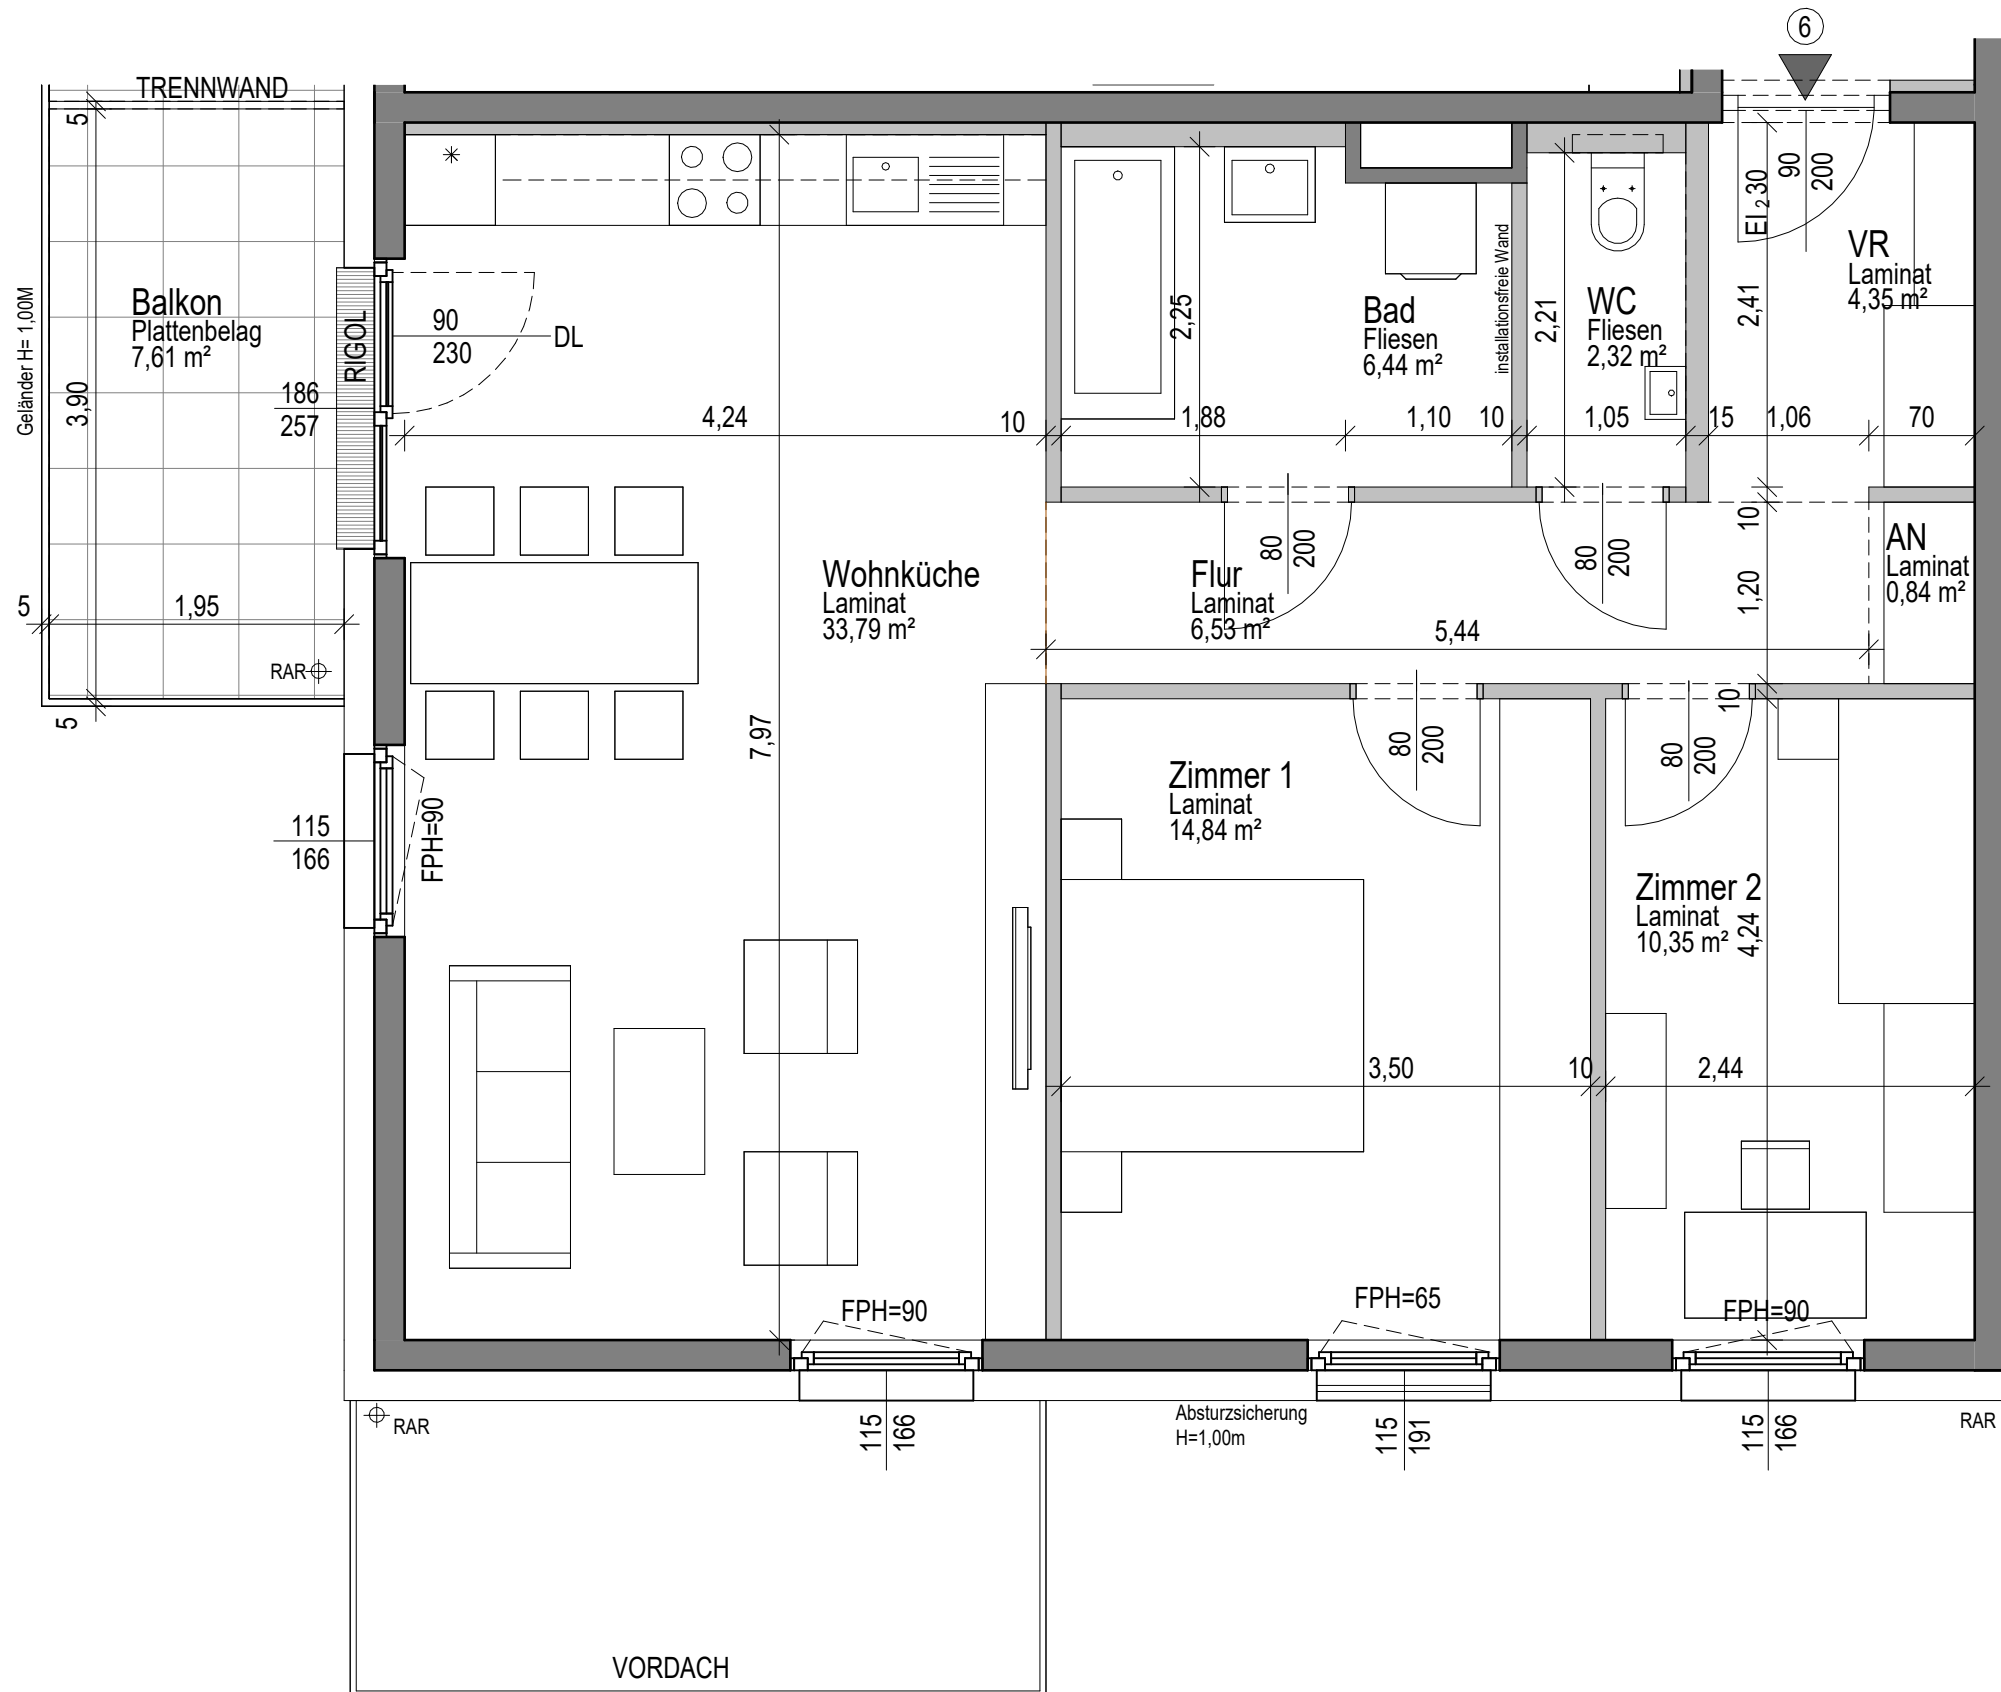 6
TRENNWAND
5
Geländer H= 1,00M
3,90
Balkon
Plattenbelag
7,61 m²
RIGOL
186
257
90
230
DL
4,24
10
2,25
1,88
Bad
Fliesen
6,44 m²
installationsfreie Wand
1,10
10
2,21
WC
Fliesen
2,32 m²
1,05
15
EI₂30
90
200
VR
Laminat
4,35 m²
2,41
1,06
70
5
1,95
RAR
5
Wohnküche
Laminat
33,79 m²
7,97
Flur
Laminat
6,53 m²
80
200
80
200
10
1,20
AN
Laminat
0,84 m²
5,44
10
115
166
FPH=90
Zimmer 1
Laminat
14,84 m²
80
200
80
200
Zimmer 2
Laminat
10,35 m²
4,24
3,50
10
2,44
FPH=90
FPH=65
FPH=90
RAR
115
166
Absturzsicherung
H=1,00m
115
191
115
166
RAR
VORDACH